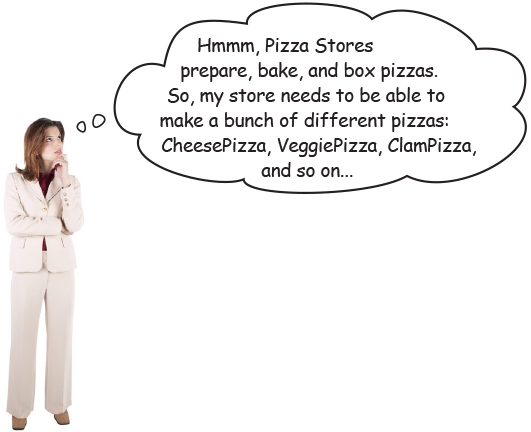 Hmmm, Pizza Stores
prepare, bake, and box pizzas.
So, my store needs to be able to
make a bunch of different pizzas:
CheesePizza, VeggiePizza, ClamPizza,
and so on...